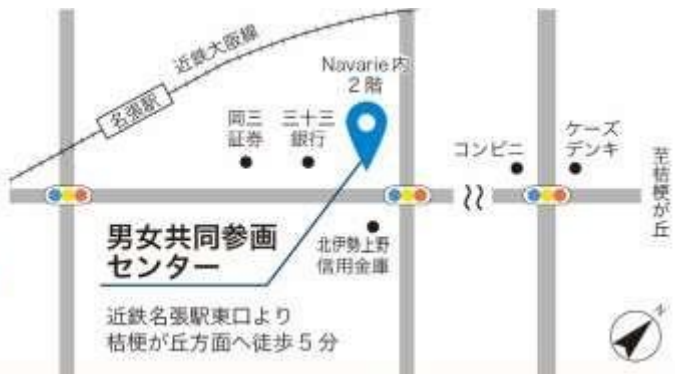 近鉄大阪線
名張駅
Navarie内
2階
岡三
証券
三十三
銀行
コンビニ
ケーズ
デンキ
至桔梗が丘
男女共同参画
センター
北伊勢上野
信用金庫
近鉄名張駅東口より
桔梗が丘方面へ徒歩5分
N